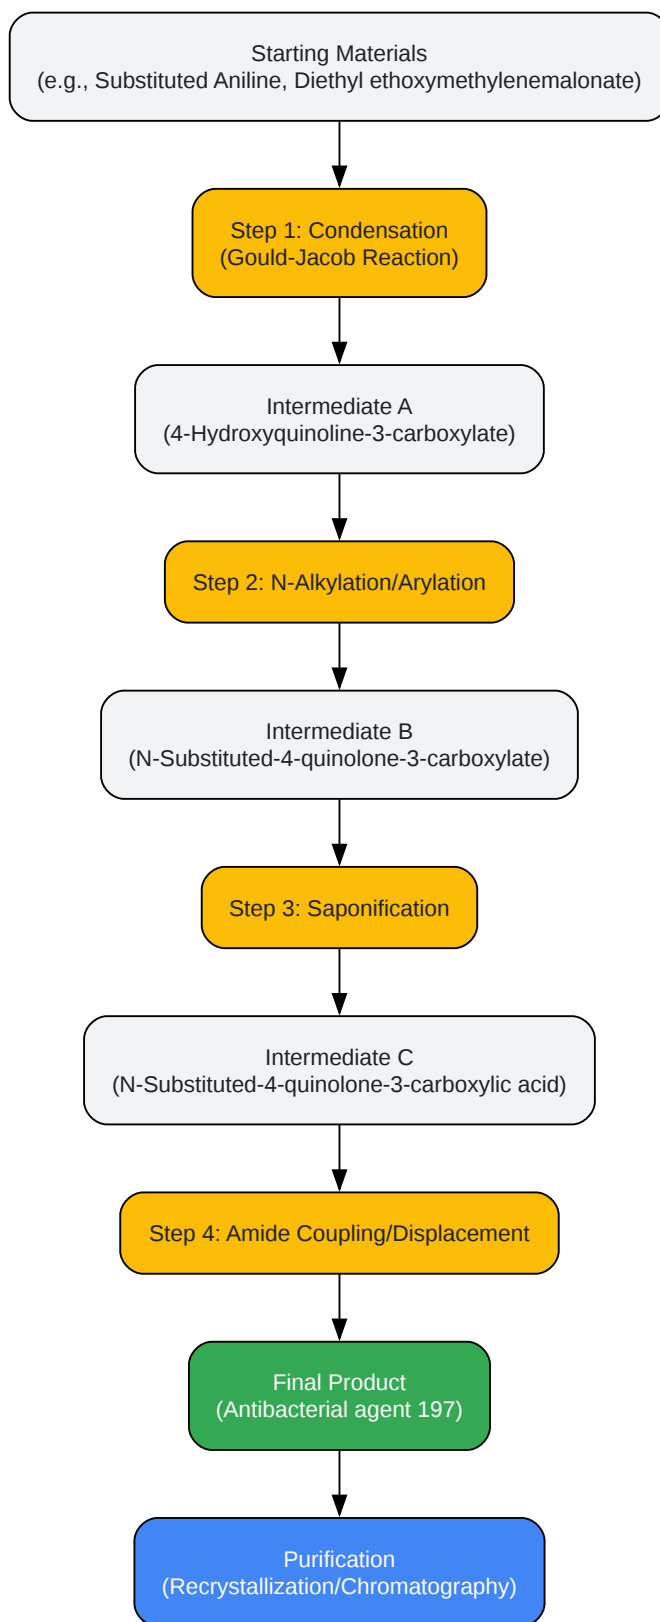 Starting Materials
(e.g., Substituted Aniline, Diethyl ethoxymethylenemalonate)
Step 1: Condensation
(Gould-Jacob Reaction)
Intermediate A
(4-Hydroxyquinoline-3-carboxylate)
Step 2: N-Alkylation/Arylation
Intermediate B
(N-Substituted-4-quinolone-3-carboxylate)
Step 3: Saponification
Intermediate C
(N-Substituted-4-quinolone-3-carboxylic acid)
Step 4: Amide Coupling/Displacement
Final Product
(Antibacterial agent 197)
Purification
(Recrystallization/Chromatography)